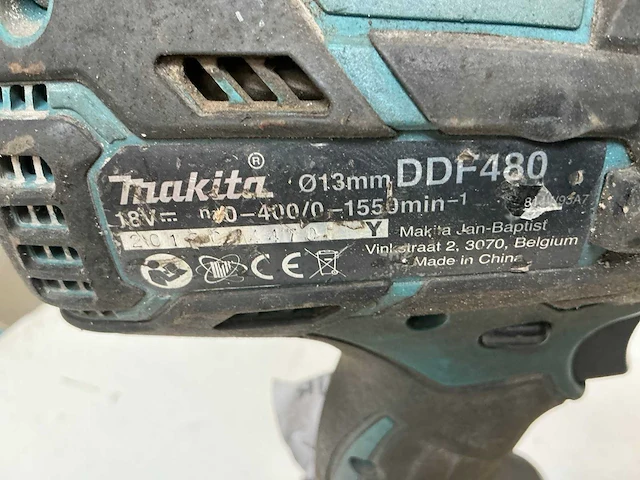 makita® Ø13mm DDF480
18V⎓ 0-400/0-1550min-1
Y Makita Jan-Baptist
Vinkstraat 2, 3070, Belgium
CE Made in China